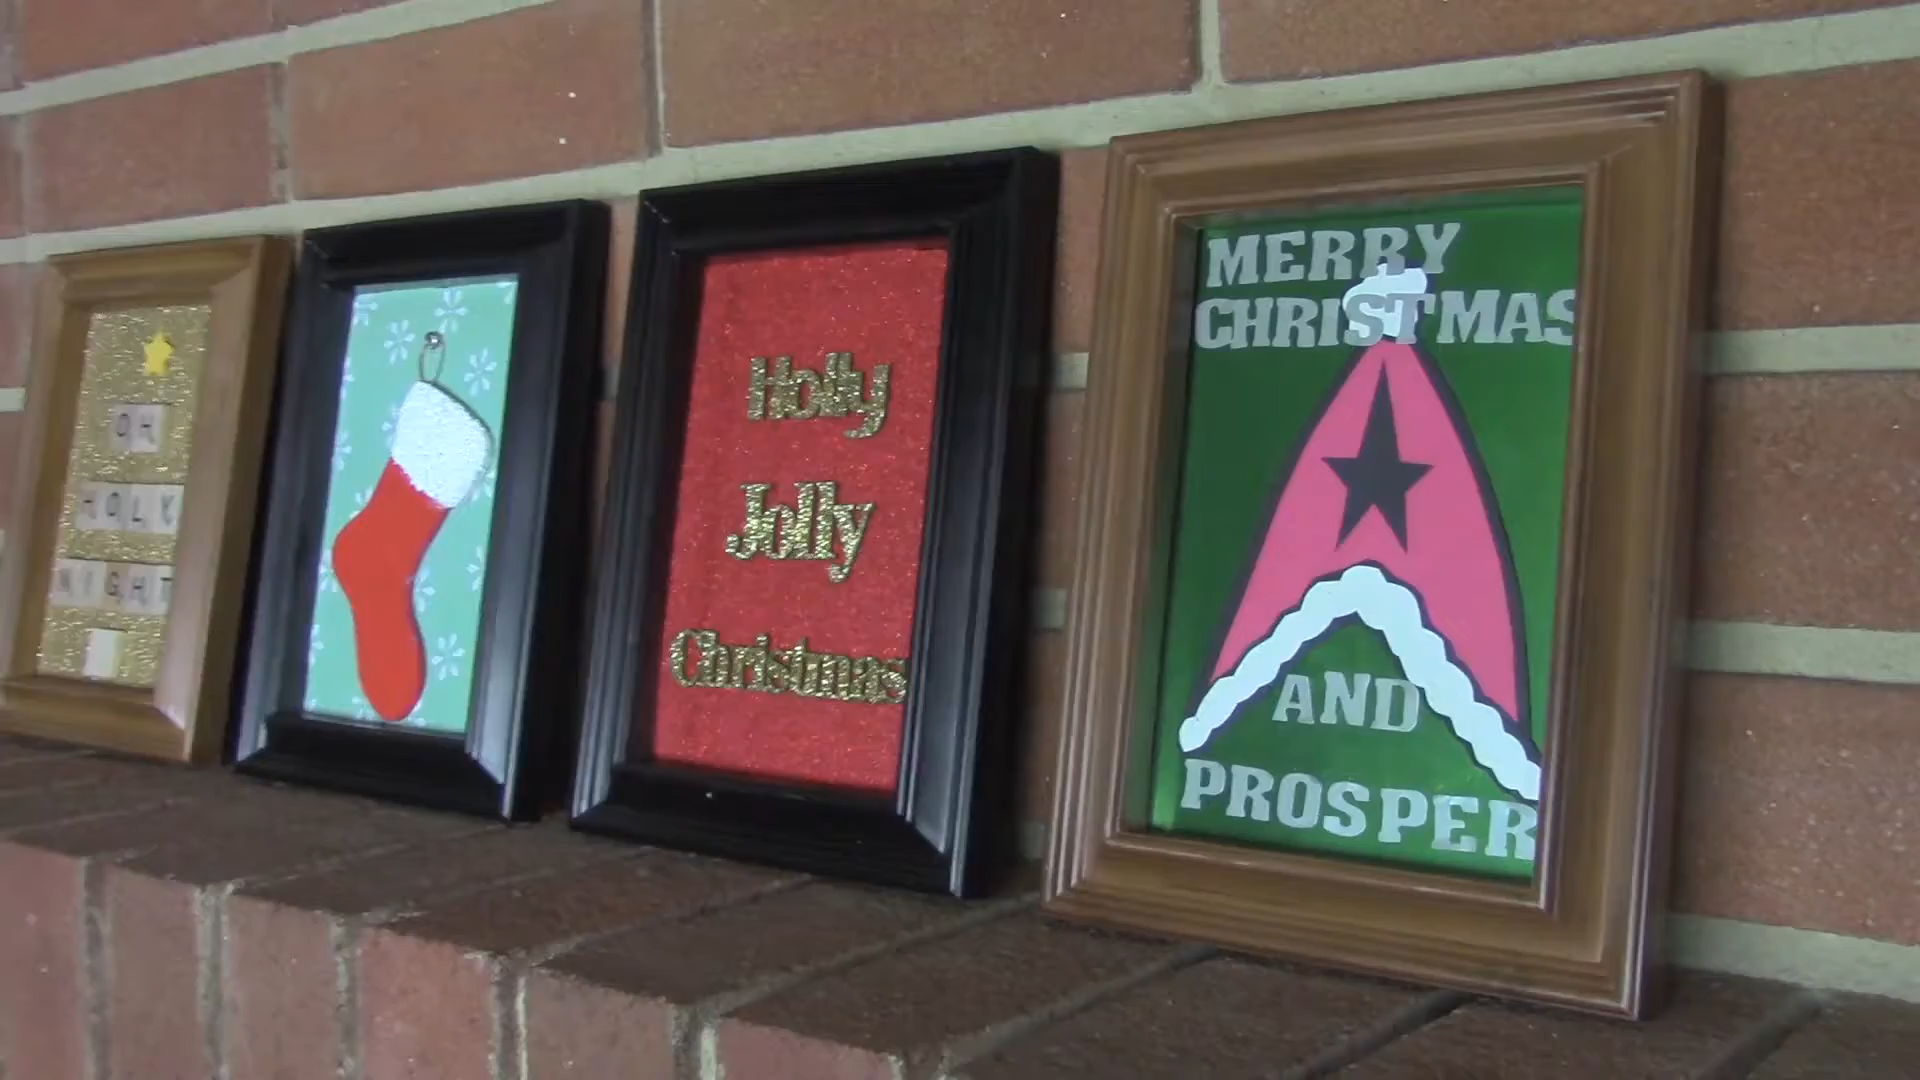 OH
HOLY
NIGHT
Holly
Jolly
Christmas
MERRY
CHRISTMAS
AND
PROSPER